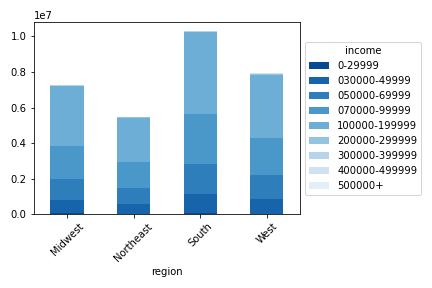 1e7
1.0
0.8
0.6
0.4
0.2
0.0
Midwest
Northeast
South
West
region
income
0-29999
030000-49999
050000-69999
070000-99999
100000-199999
200000-299999
300000-399999
400000-499999
500000+